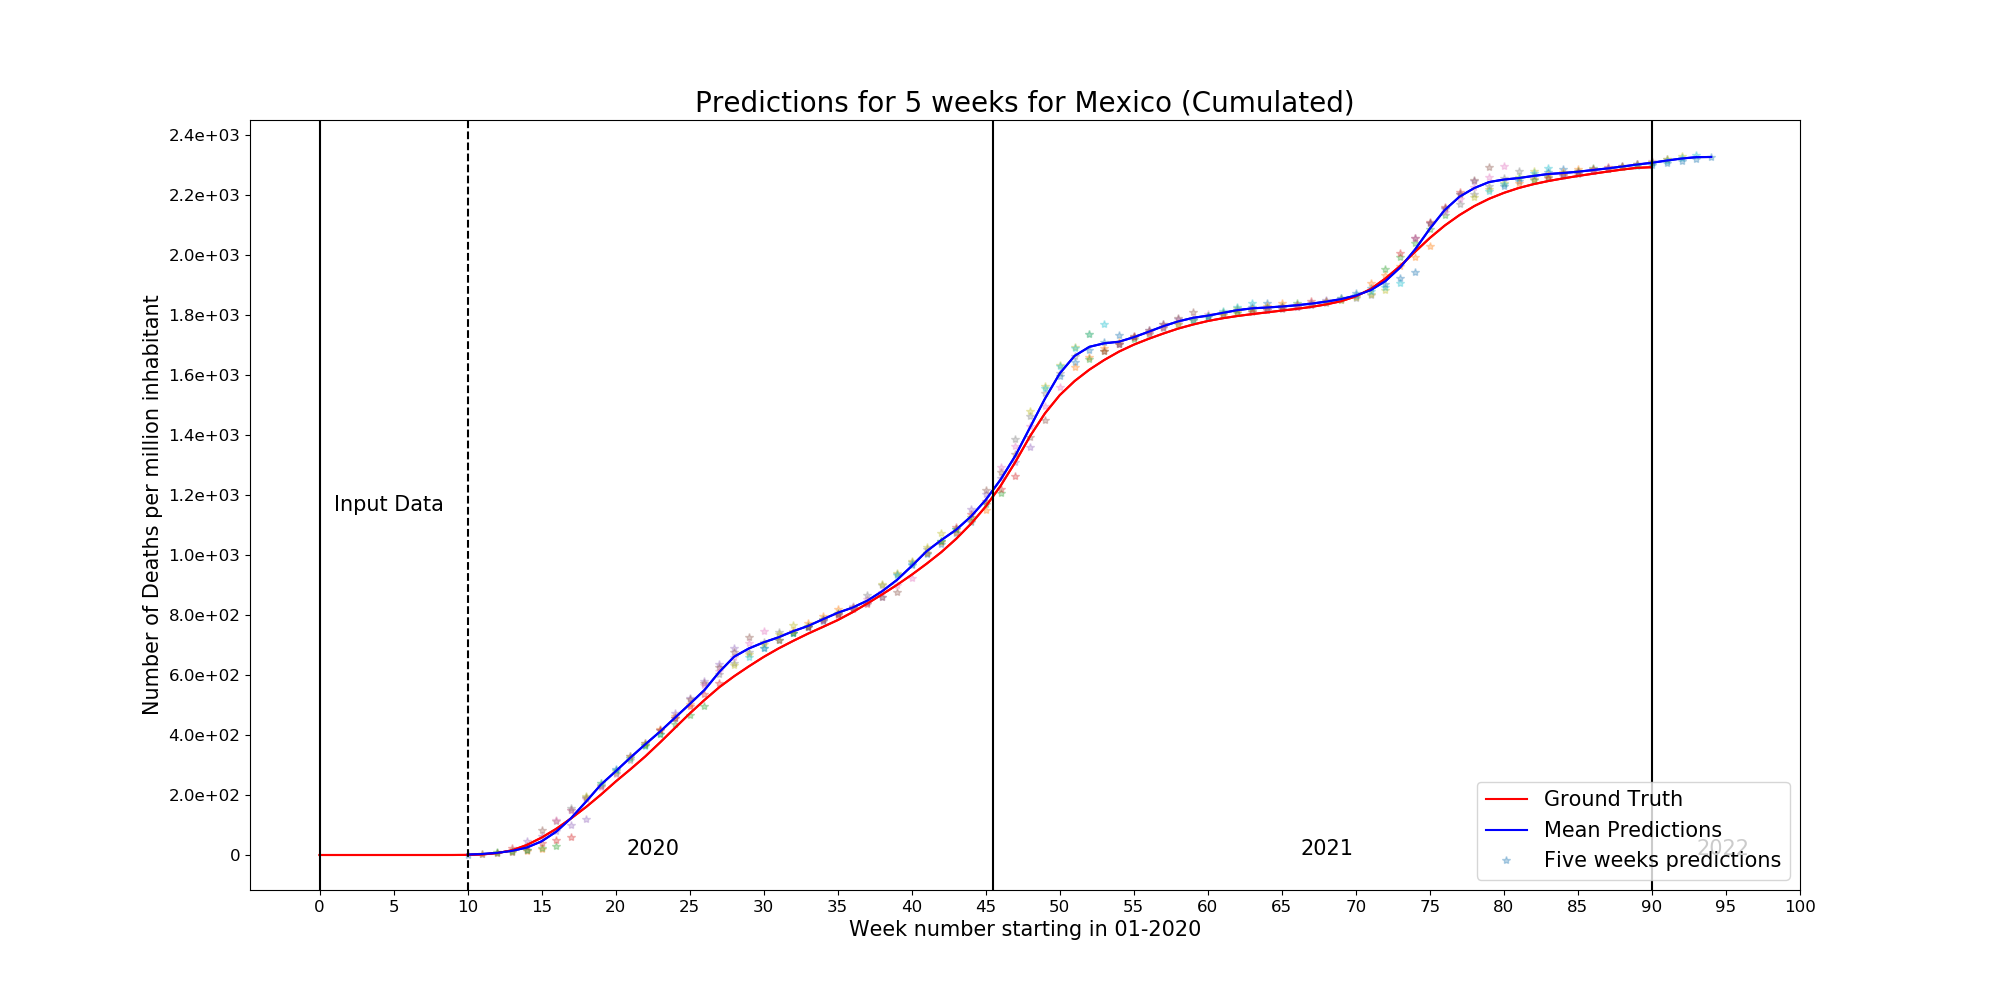 Predictions for 5 weeks for Mexico (Cumulated)
Number of Deaths per million inhabitant
2.4e+03
2.2e+03
2.0e+03
1.8e+03
1.6e+03
1.4e+03
1.2e+03
1.0e+03
8.0e+02
6.0e+02
4.0e+02
2.0e+02
0
Input Data
2020
2021
2022
Ground Truth
Mean Predictions
Five weeks predictions
0 5 10 15 20 25 30 35 40 45 50 55 60 65 70 75 80 85 90 95 100
Week number starting in 01-2020